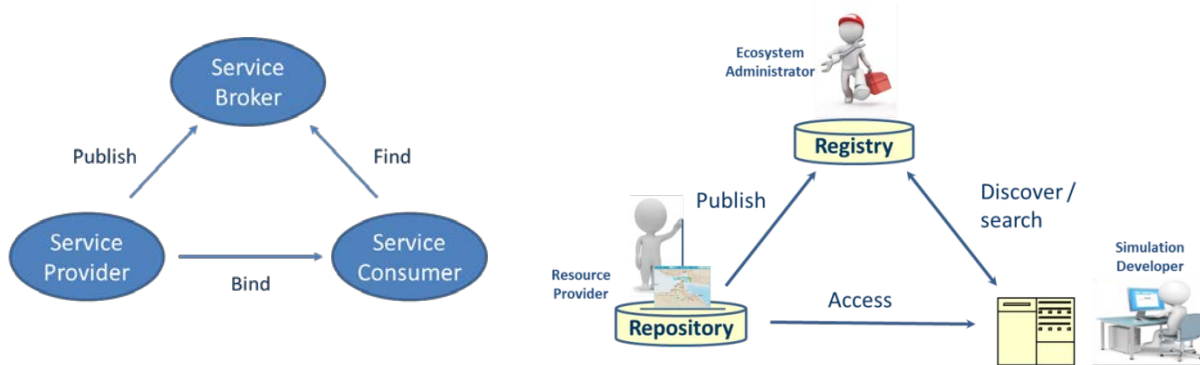 Service
Broker
Publish
Find
Service
Provider
Service
Consumer
Bind
Ecosystem
Administrator
Registry
Publish
Discover /
search
Resource
Provider
Simulation
Developer
Access
Repository